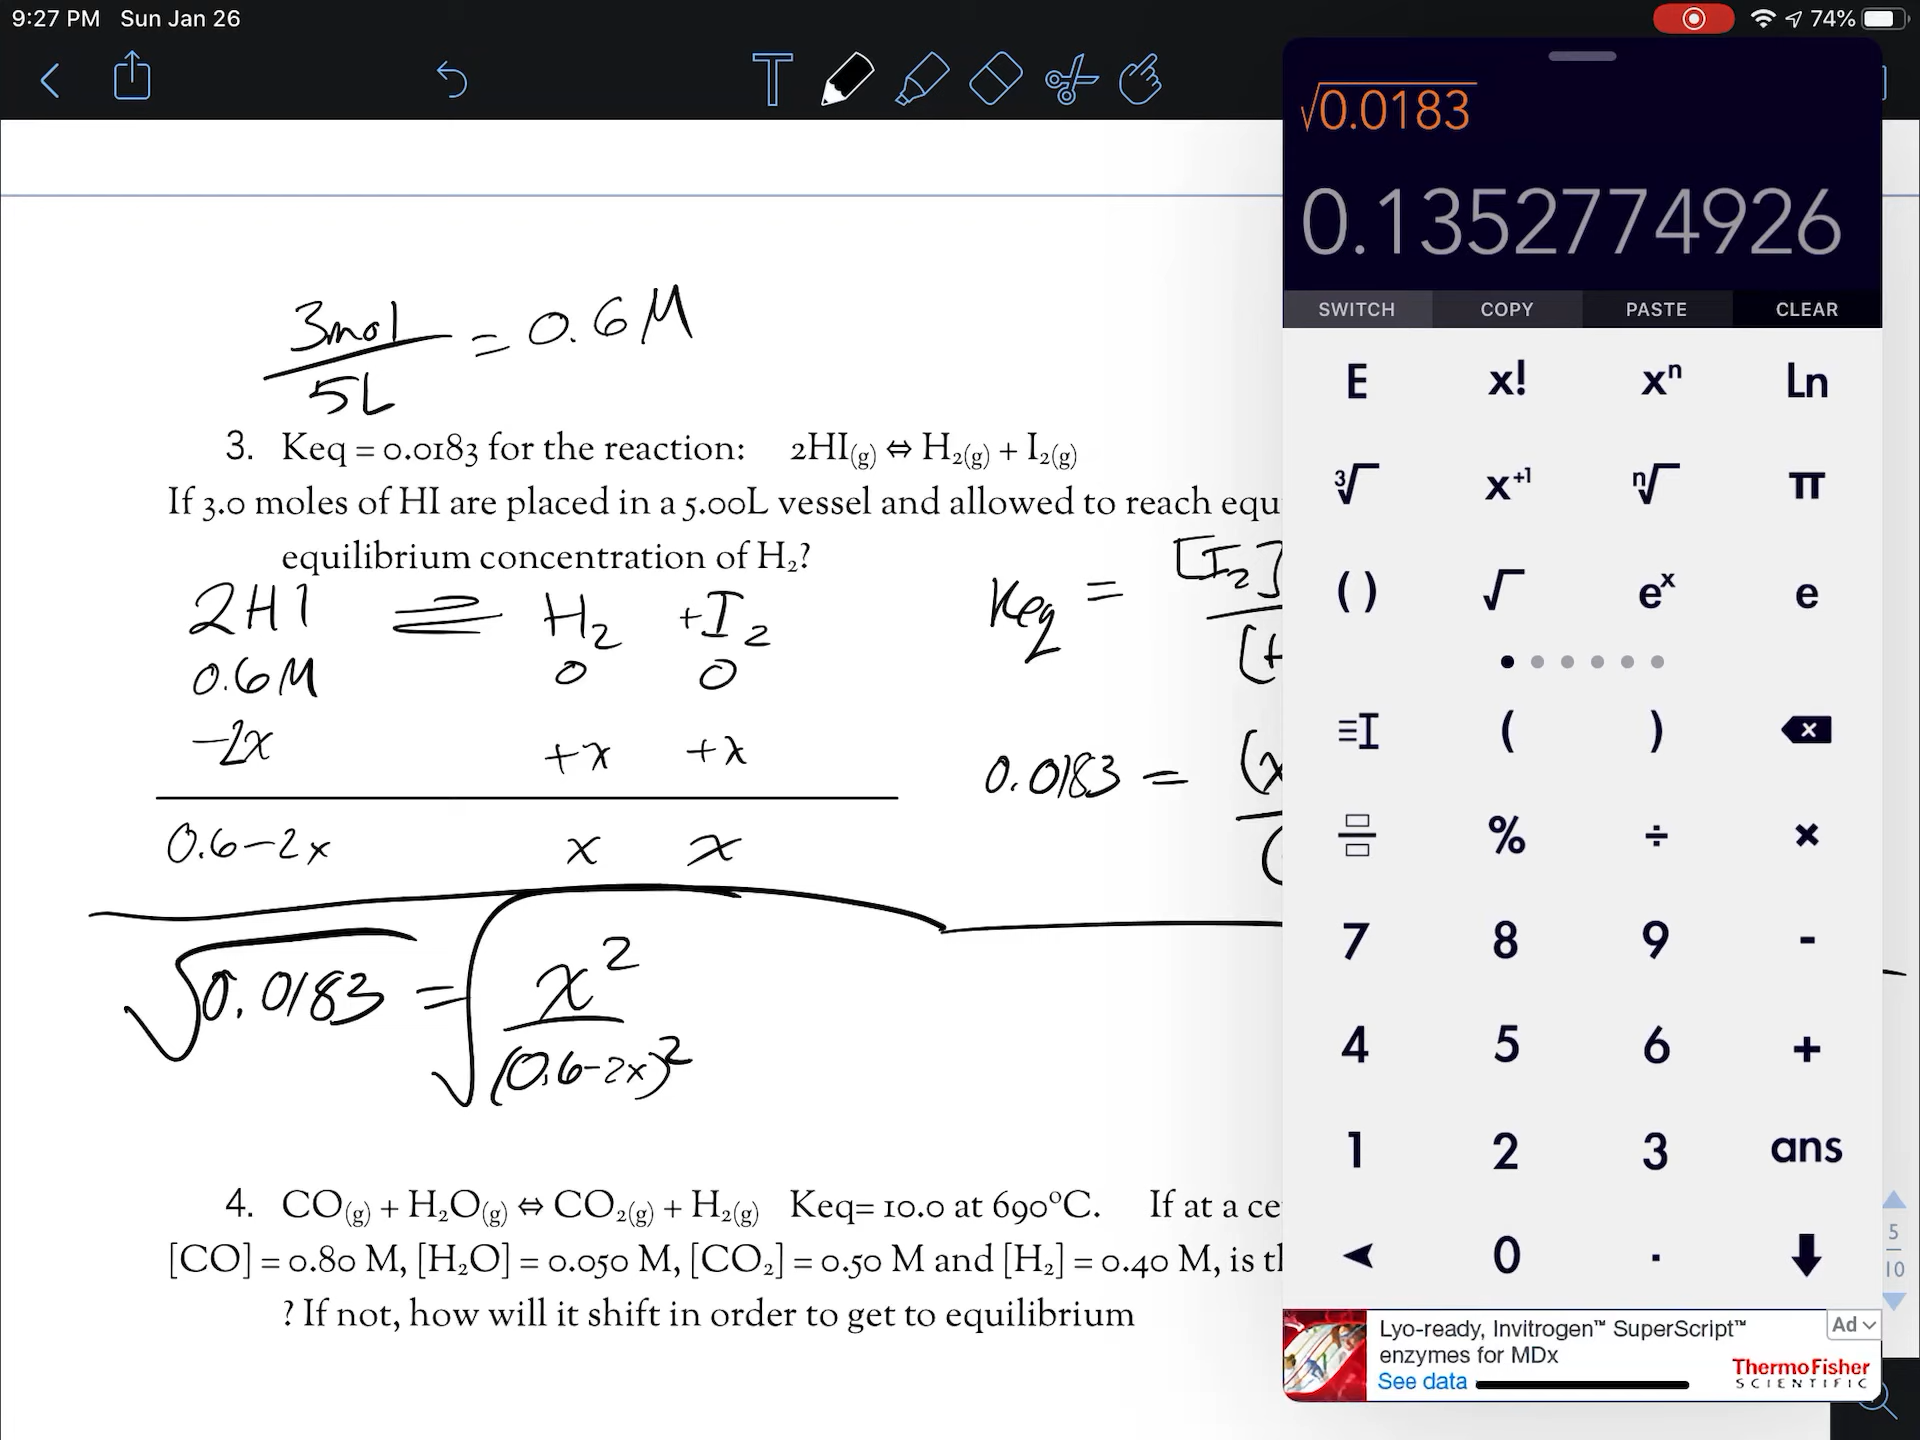 9:27 PM Sun Jan 26
74%
T
√0.0183
0.1352774926
SWITCH COPY PASTE CLEAR
E x! xⁿ Ln
³√ x⁺¹ ⁿ√ π
( ) √ eˣ e
≡I ( )
% ÷ ×
7 8 9 -
4 5 6 +
1 2 3 ans
0 .
3mol
5L
= 0.6M
3. Keq = 0.0183 for the reaction: 2HI(g) ⇔ H₂(g) + I₂(g)
If 3.0 moles of HI are placed in a 5.00L vessel and allowed to reach equ
equilibrium concentration of H₂?
2HI ⇌ H₂ + I₂
0.6M 0 0
-2x +x +x
0.6-2x x x
Keq = [I₂]
0.0183 = (x
√0.0183 = √x²
(0.6-2x)²
4. CO(g) + H₂O(g) ⇔ CO₂(g) + H₂(g) Keq= 10.0 at 690°C. If at a ce
[CO] = 0.80 M, [H₂O] = 0.050 M, [CO₂] = 0.50 M and [H₂] = 0.40 M, is th
? If not, how will it shift in order to get to equilibrium
5
10
Lyo-ready, Invitrogen™ SuperScript™
enzymes for MDx
See data
Ad
ThermoFisher
SCIENTIFIC